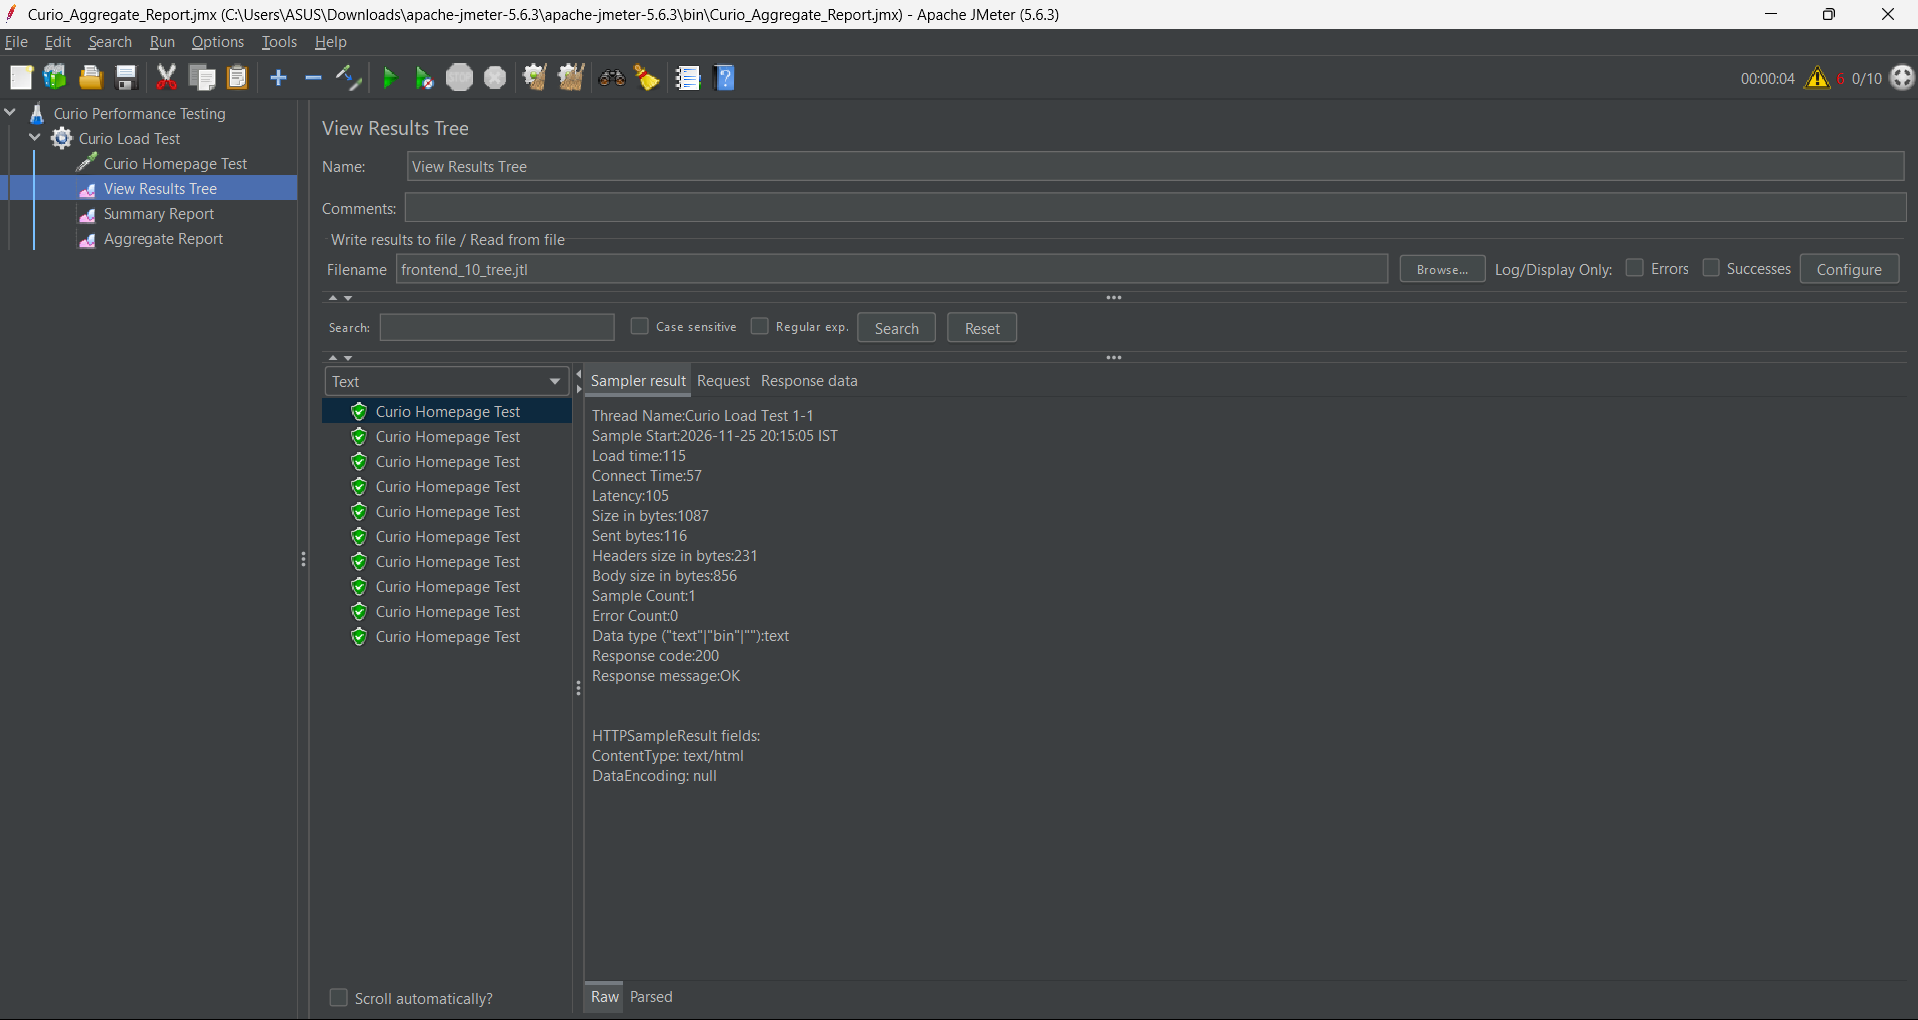 Curio_Aggregate_Report.jmx (C:\Users\ASUS\Downloads\apache-jmeter-5.6.3\apache-jmeter-5.6.3\bin\Curio_Aggregate_Report.jmx) - Apache JMeter (5.6.3)
File Edit Search Run Options Tools Help
STOP
00:00:04 6 0/10
Curio Performance Testing
Curio Load Test
Curio Homepage Test
View Results Tree
Summary Report
Aggregate Report
View Results Tree
Name: View Results Tree
Comments:
Write results to file / Read from file
Filename frontend_10_tree.jtl Browse... Log/Display Only: Errors Successes Configure
Search: Case sensitive Regular exp. Search Reset
Text
Curio Homepage Test
Curio Homepage Test
Curio Homepage Test
Curio Homepage Test
Curio Homepage Test
Curio Homepage Test
Curio Homepage Test
Curio Homepage Test
Curio Homepage Test
Curio Homepage Test
Scroll automatically?
Sampler result Request Response data
Thread Name:Curio Load Test 1-1
Sample Start:2026-11-25 20:15:05 IST
Load time:115
Connect Time:57
Latency:105
Size in bytes:1087
Sent bytes:116
Headers size in bytes:231
Body size in bytes:856
Sample Count:1
Error Count:0
Data type ("text"|"bin"|""):text
Response code:200
Response message:OK
HTTPSampleResult fields:
ContentType: text/html
DataEncoding: null
Raw Parsed